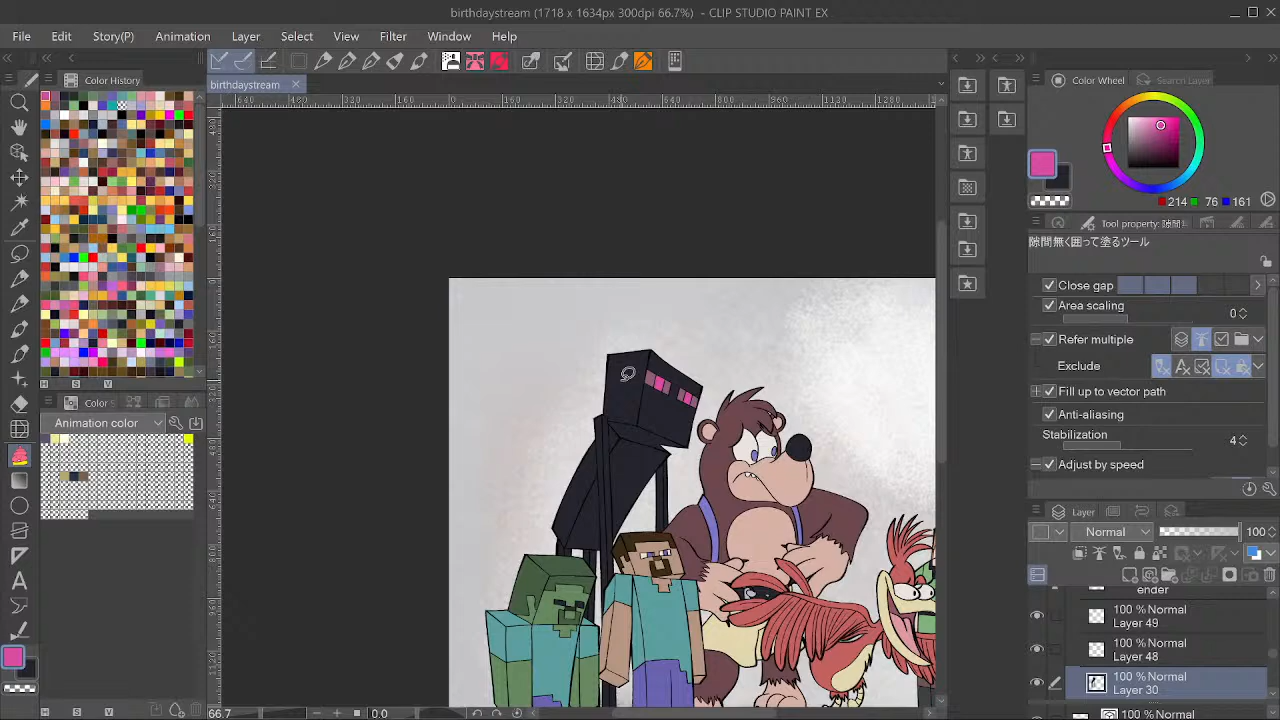 birthdaystream (1718 x 1634px 300dpi 66.7%) - CLIP STUDIO PAINT EX
File Edit Story(P) Animation Layer Select View Filter Window Help
Color History
birthdaystream
Color Wheel
Search Layer
214 76 161
Tool property:
隙間無く囲って塗るツール
Close gap
Area scaling 0
Refer multiple
Exclude
Fill up to vector path
Anti-aliasing
Stabilization
4
Adjust by speed
Color s
Animation color
H S V
Layer
Normal 100
ender
100 % Normal
Layer 49
100 % Normal
Layer 48
100 % Normal
Layer 30
100 % Normal
H S V
66.7 0.0